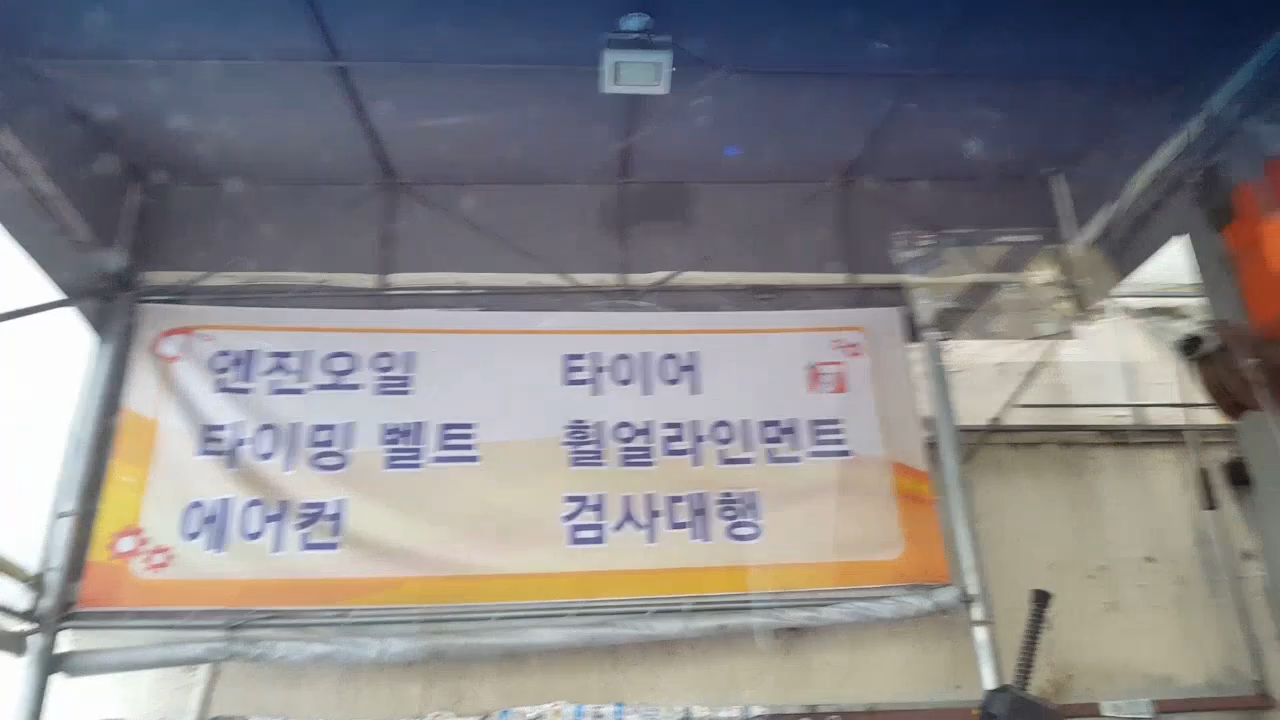 엔진오일 타이어
타이밍 벨트 휠얼라인먼트
에어컨 검사대행